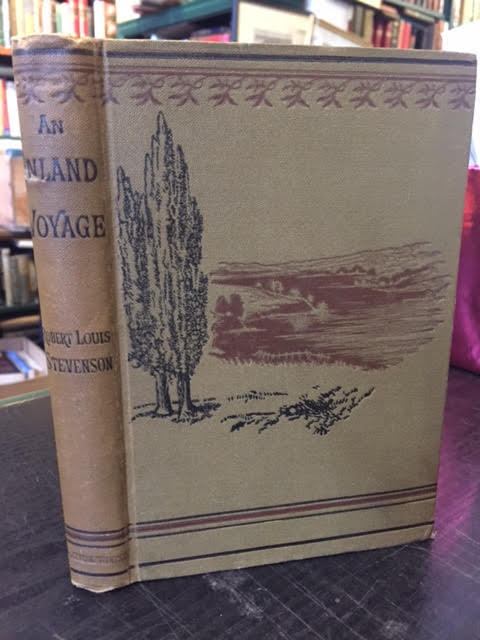 AN
INLAND
VOYAGE
ROBERT LOUIS
STEVENSON